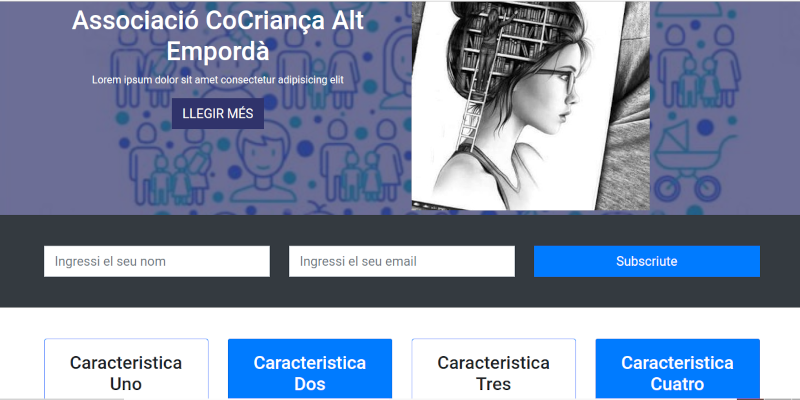 Associació CoCriança Alt
Empordà
Lorem ipsum dolor sit amet consectetur adipisicing elit
LLEGIR MÉS
Ingressi el seu nom
Ingressi el seu email
Subscriute
Caracteristica
Uno
Caracteristica
Dos
Caracteristica
Tres
Caracteristica
Cuatro